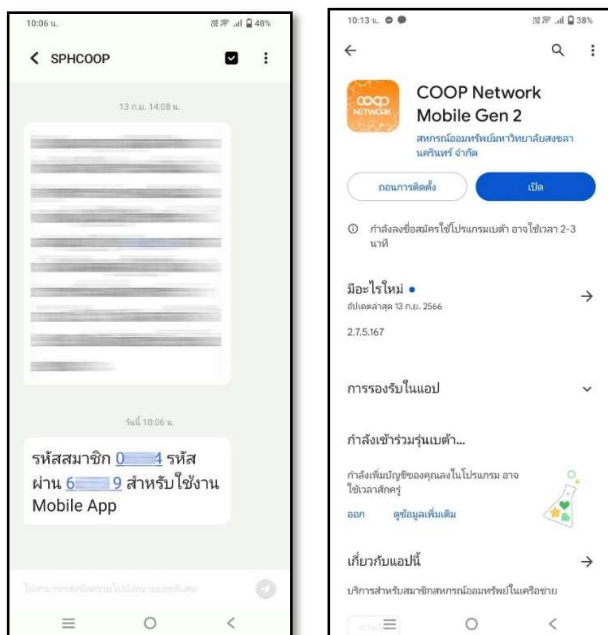 10:06 น.
48%
SPHCOOP
13 ก.ย. 14:08 น.
วันนี้ 10:06 น.
รหัสสมาชิก 0 4 รหัส
ผ่าน 6 9 สำหรับใช้งาน
Mobile App
10:13 น.
38%
coop
NETWORK
COOP Network
Mobile Gen 2
สหกรณ์ออมทรัพย์มหาวิทยาลัยสงขลา
นครินทร์ จำกัด
ถอนการติดตั้ง
เปิด
กำลังลงชื่อสมัครใช้โปรแกรมเบต้า อาจใช้เวลา 2-3
นาที
มีอะไรใหม่
อัปเดตล่าสุด 13 ก.ย. 2566
2.7.5.167
การรองรับในแอป
กำลังเข้าร่วมรุ่นเบต้า...
กำลังเพิ่มบัญชีของคุณลงในโปรแกรม อาจ
ใช้เวลาสักครู่
ออก
ดูข้อมูลเพิ่มเติม
เกี่ยวกับแอปนี้
บริการสำหรับสมาชิกสหกรณ์ออมทรัพย์ในเครือข่าย